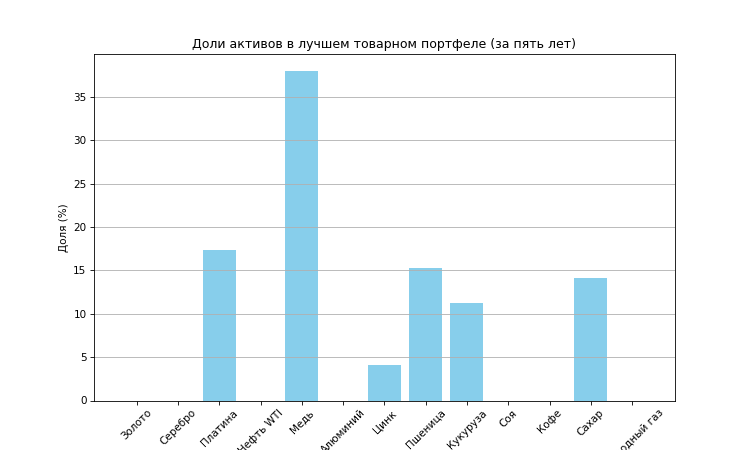 Доли активов в лучшем товарном портфеле (за пять лет)
Доля (%)
35
30
25
20
15
10
5
0
Золото
Серебро
Платина
Нефть WTI
Медь
Алюминий
Цинк
Пшеница
Кукуруза
Соя
Кофе
Сахар
газ